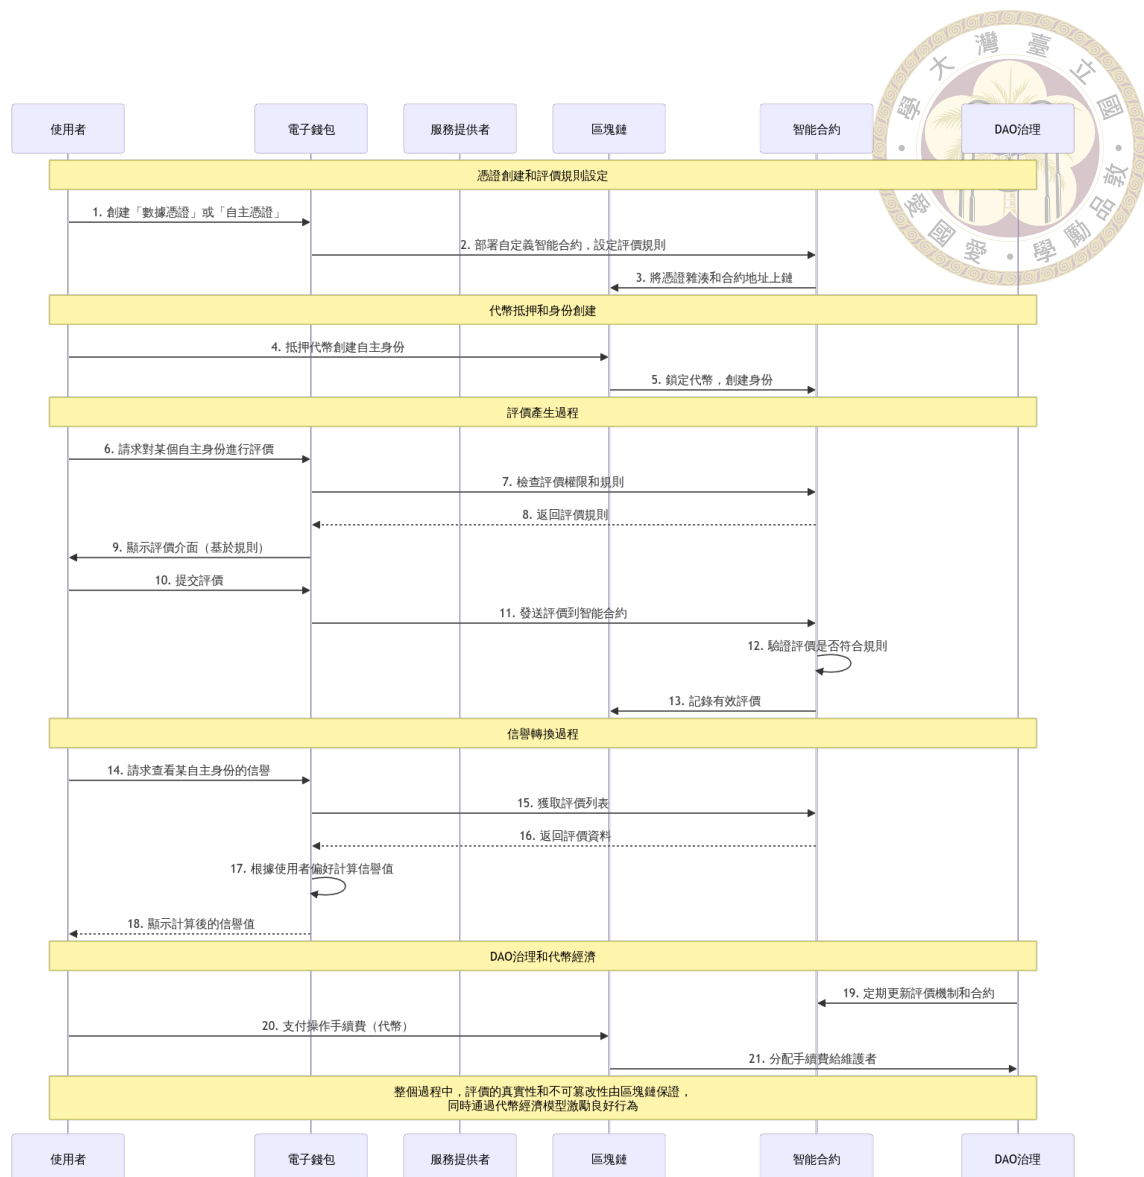 國立臺灣大學
敦品勵學
愛國愛人
使用者
電子錢包
服務提供者
區塊鏈
智能合約
DAO治理
憑證創建和評價規則設定
1. 創建「數據憑證」或「自主憑證」
2. 部署自定義智能合約，設定評價規則
3. 將憑證雜湊和合約地址上鏈
代幣抵押和身份創建
4. 抵押代幣創建自主身份
5. 鎖定代幣，創建身份
評價產生過程
6. 請求對某個自主身份進行評價
7. 檢查評價權限和規則
8. 返回評價規則
9. 顯示評價介面（基於規則）
10. 提交評價
11. 發送評價到智能合約
12. 驗證評價是否符合規則
13. 記錄有效評價
信譽轉換過程
14. 請求查看某自主身份的信譽
15. 獲取評價列表
16. 返回評價資料
17. 根據使用者偏好計算信譽值
18. 顯示計算後的信譽值
DAO治理和代幣經濟
19. 定期更新評價機制和合約
20. 支付操作手續費（代幣）
21. 分配手續費給維護者
整個過程中，評價的真實性和不可篡改性由區塊鏈保證，
同時通過代幣經濟模型激勵良好行為
使用者
電子錢包
服務提供者
區塊鏈
智能合約
DAO治理